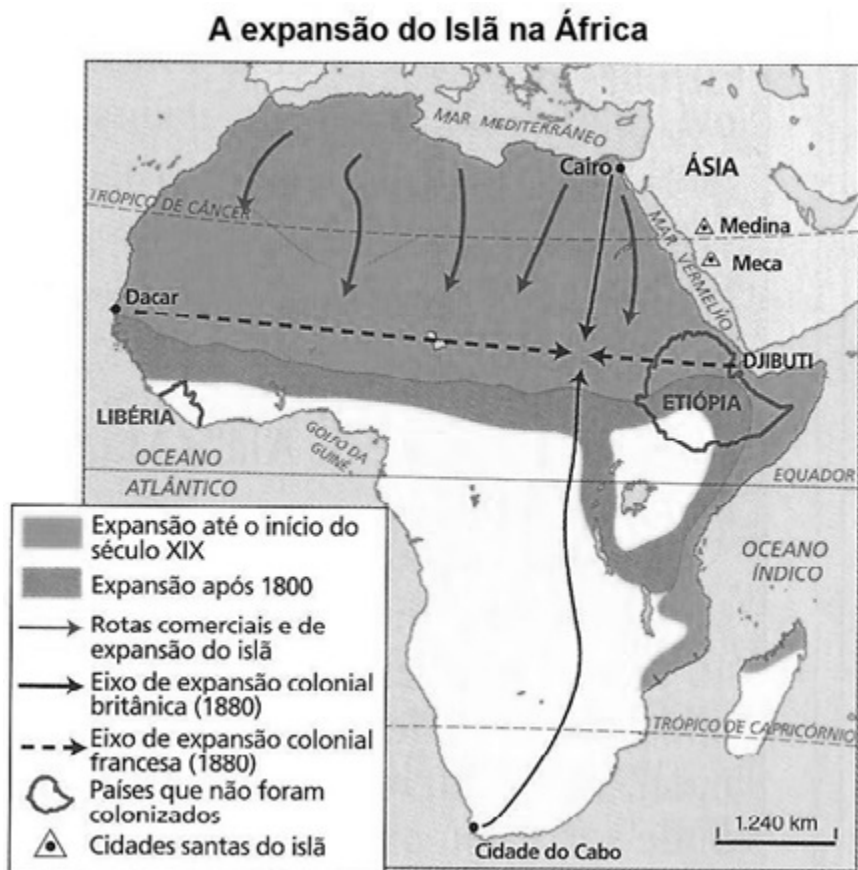 A expansão do Islã na África
MAR MEDITERRÂNEO
Cairo
ÁSIA
TRÓPICO DE CÂNCER
MAR VERMELHO
Medina
Meca
Dacar
DJIBUTI
LIBÉRIA
ETIÓPIA
GOLFO DA
GUINÉ
OCEANO
ATLÂNTICO
EQUADOR
OCEANO
ÍNDICO
Expansão até o início do
século XIX
Expansão após 1800
Rotas comerciais e de
expansão do islã
Eixo de expansão colonial
britânica (1880)
Eixo de expansão colonial
francesa (1880)
Países que não foram
colonizados
Cidades santas do islã
TRÓPICO DE CAPRICÓRNIO
Cidade do Cabo
1.240 km